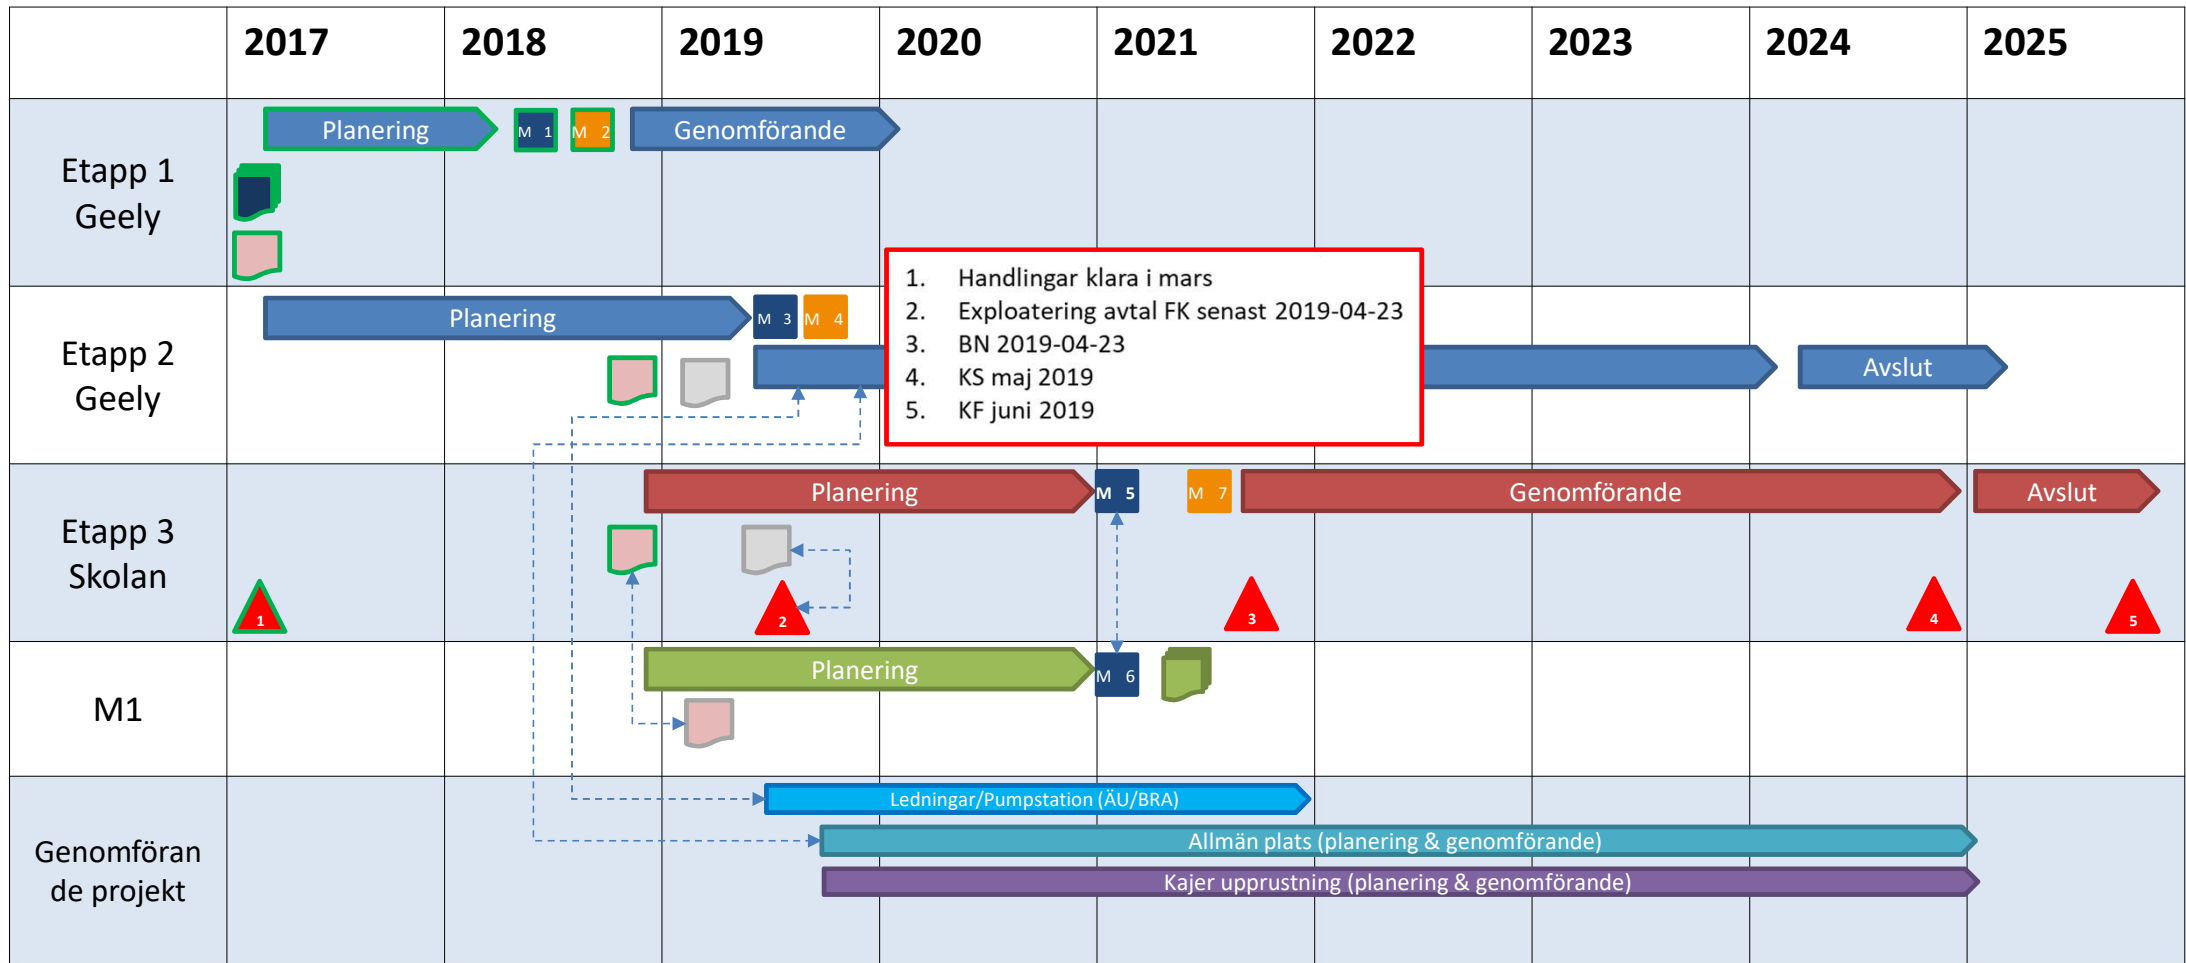 2017 2018 2019 2020 2021 2022 2023 2024 2025
Etapp 1
Geely
Planering
M 1
M 2
Genomförande
Etapp 2
Geely
Planering
M 3
M 4
Avslut
1. Handlingar klara i mars
2. Exploatering avtal FK senast 2019-04-23
3. BN 2019-04-23
4. KS maj 2019
5. KF juni 2019
Etapp 3
Skolan
Planering
M 5
M 7
Genomförande
Avslut
1
2
3
4
5
M1
Planering
M 6
Genomföran
de projekt
Ledningar/Pumpstation (ÄU/BRA)
Allmän plats (planering & genomförande)
Kajer upprustning (planering & genomförande)